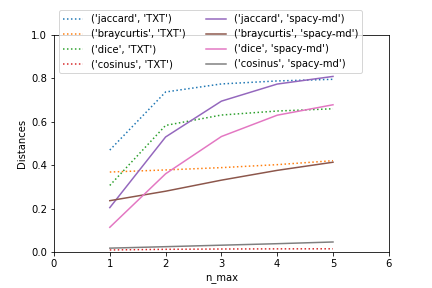 ('jaccard', 'TXT') ('jaccard', 'spacy-md')
('braycurtis', 'TXT') ('braycurtis', 'spacy-md')
('dice', 'TXT') ('dice', 'spacy-md')
('cosinus', 'TXT') ('cosinus', 'spacy-md')
1.0
0.8
0.6
0.4
0.2
0.0
Distances
0 1 2 3 4 5 6
n_max